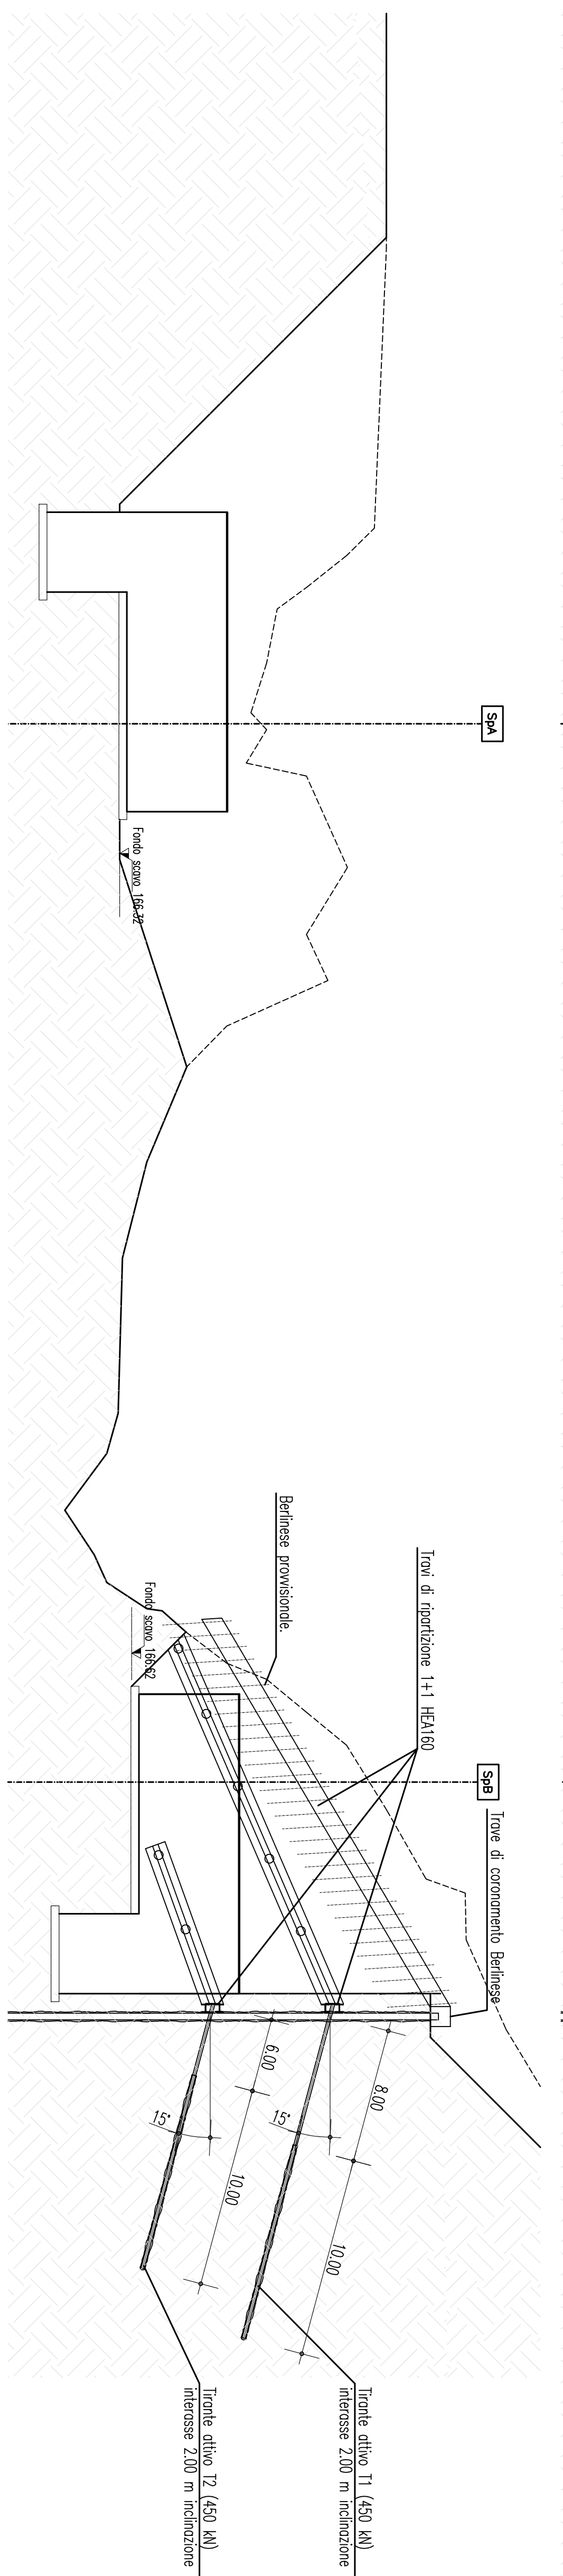 SpA
Fondo scavo 166.32
Berlinese provvisionale.
Fondo scavo 166.62
Travi di ripartizione 1+1 HEA160
SpB
Trave di coronamento Berlinese
8.00
6.00
15°
15°
10.00
10.00
Tirante attivo T1 (450 kN)
interasse 2.00 m inclinazione
Tirante attivo T2 (450 kN)
interasse 2.00 m inclinazione